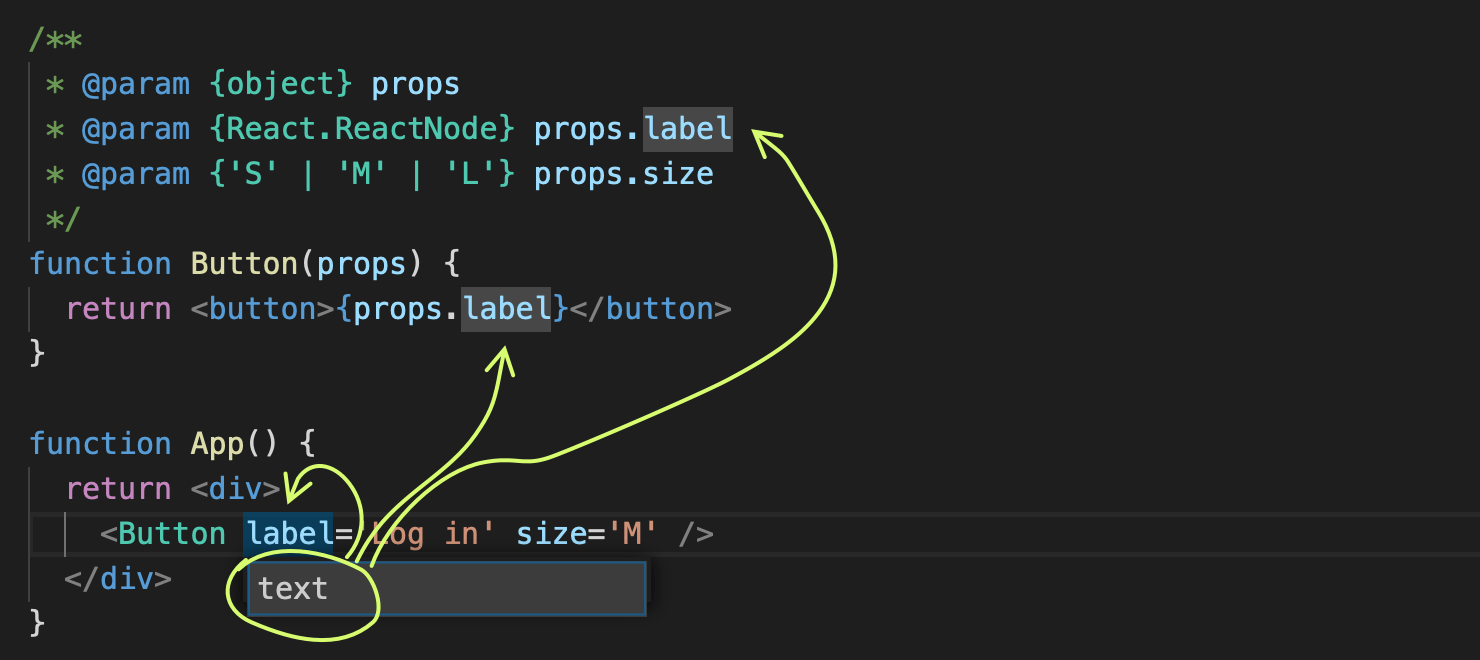 /**
 * @param {object} props
 * @param {React.ReactNode} props.label
 * @param {'S' | 'M' | 'L'} props.size
 */
function Button(props) {
  return <button>{props.label}</button>
}

function App() {
  return <div>
    <Button label='Log in' size='M' />
text
  </div>
}